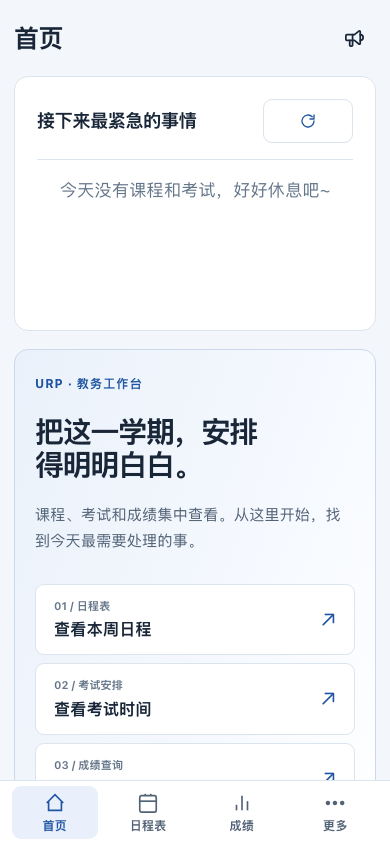 首页
接下来最紧急的事情
今天没有课程和考试，好好休息吧~
URP · 教务工作台
把这一学期，安排
得明明白白。
课程、考试和成绩集中查看。从这里开始，找
到今天最需要处理的事。
01 / 日程表
查看本周日程
02 / 考试安排
查看考试时间
03 / 成绩查询
首页
日程表
成绩
更多